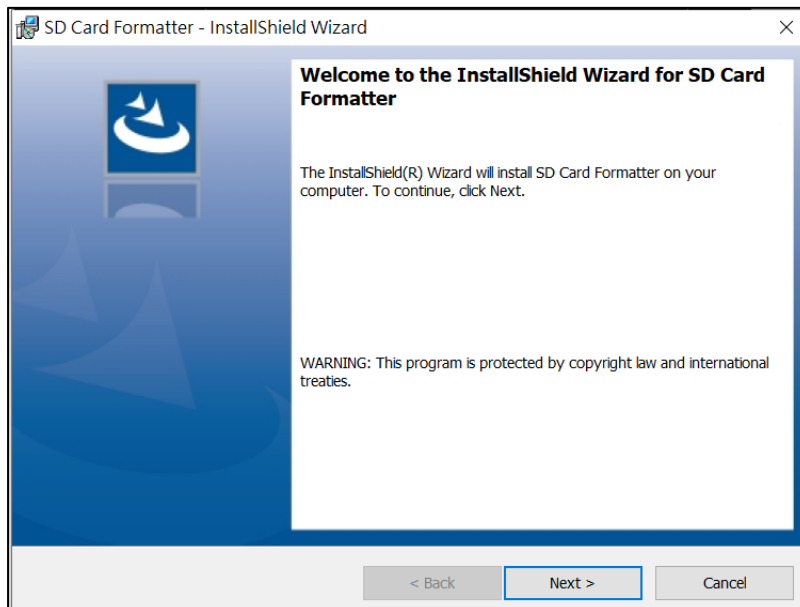 SD Card Formatter - InstallShield Wizard
Welcome to the InstallShield Wizard for SD Card
Formatter
The InstallShield(R) Wizard will install SD Card Formatter on your
computer. To continue, click Next.
WARNING: This program is protected by copyright law and international
treaties.
< Back
Next >
Cancel